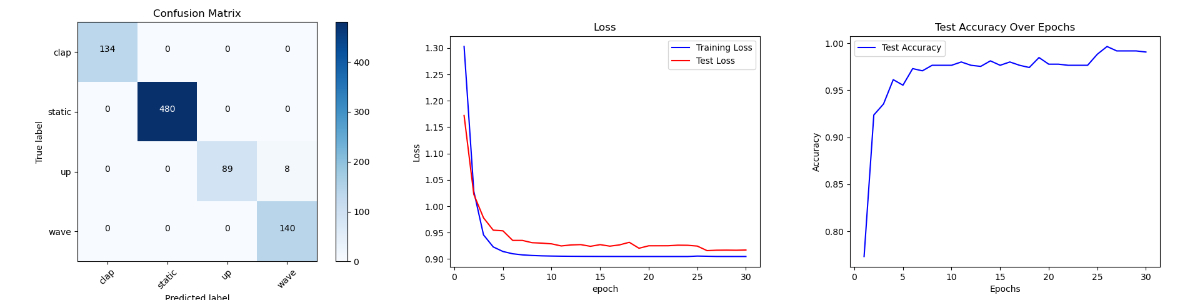 Confusion Matrix
clap 134 0 0 0
static 0 480 0 0
up 0 0 89 8
wave 0 0 0 140
True label
clap static up wave
Predicted label
400
300
200
100
0
Loss
Training Loss
Test Loss
1.30
1.25
1.20
1.15
1.10
1.05
1.00
0.95
0.90
Loss
0 5 10 15 20 25 30
epoch
Test Accuracy Over Epochs
Test Accuracy
1.00
0.95
0.90
0.85
0.80
Accuracy
0 5 10 15 20 25 30
Epochs